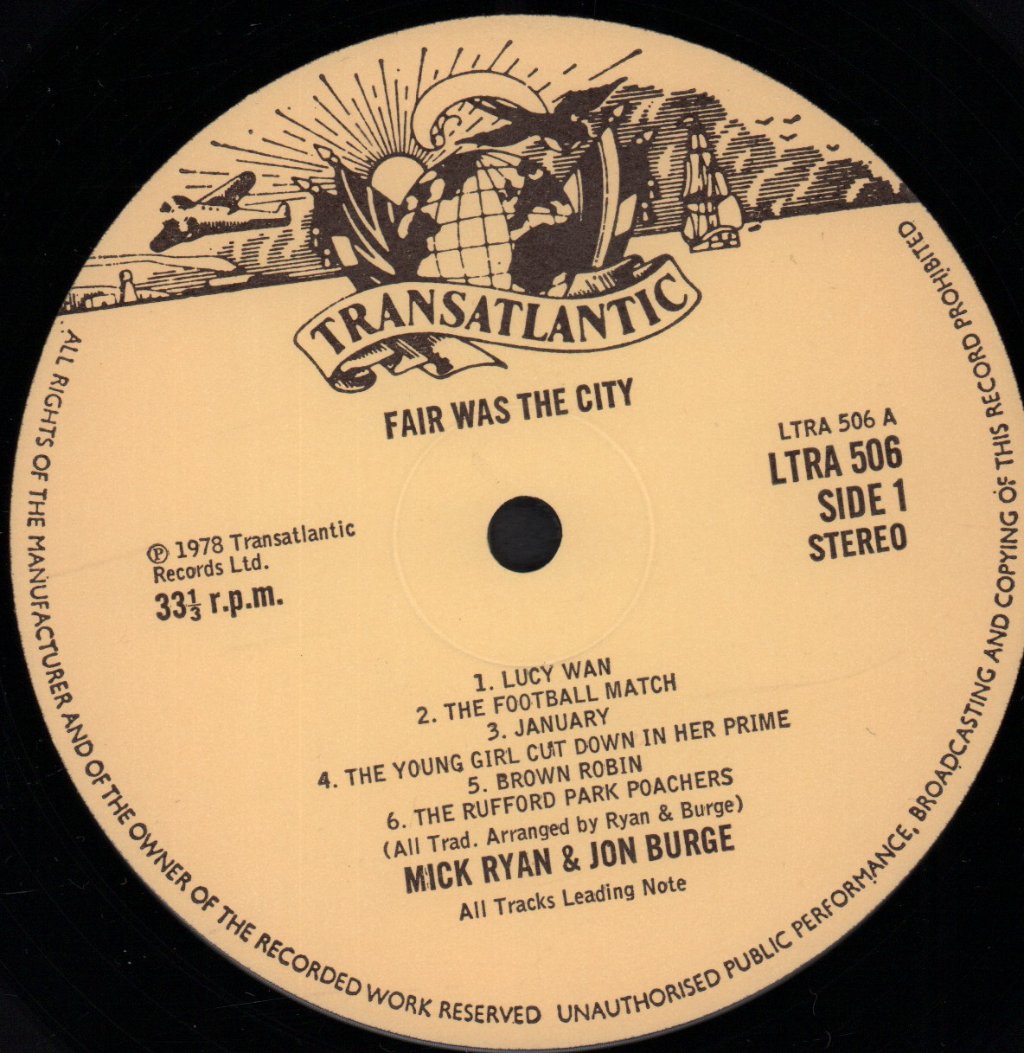 TRANSATLANTIC
FAIR WAS THE CITY
LTRA 506 A
LTRA 506
SIDE 1
STEREO
℗ 1978 Transatlantic
Records Ltd.
33⅓ r.p.m.
1. LUCY WAN
2. THE FOOTBALL MATCH
3. JANUARY
4. THE YOUNG GIRL CUT DOWN IN HER PRIME
5. BROWN ROBIN
6. THE RUFFORD PARK POACHERS
(All Trad. Arranged by Ryan & Burge)
MICK RYAN & JON BURGE
All Tracks Leading Note
ALL RIGHTS OF THE MANUFACTURER AND OF THE OWNER OF THE RECORDED WORK RESERVED UNAUTHORISED PUBLIC PERFORMANCE, BROADCASTING AND COPYING OF THIS RECORD PROHIBITED